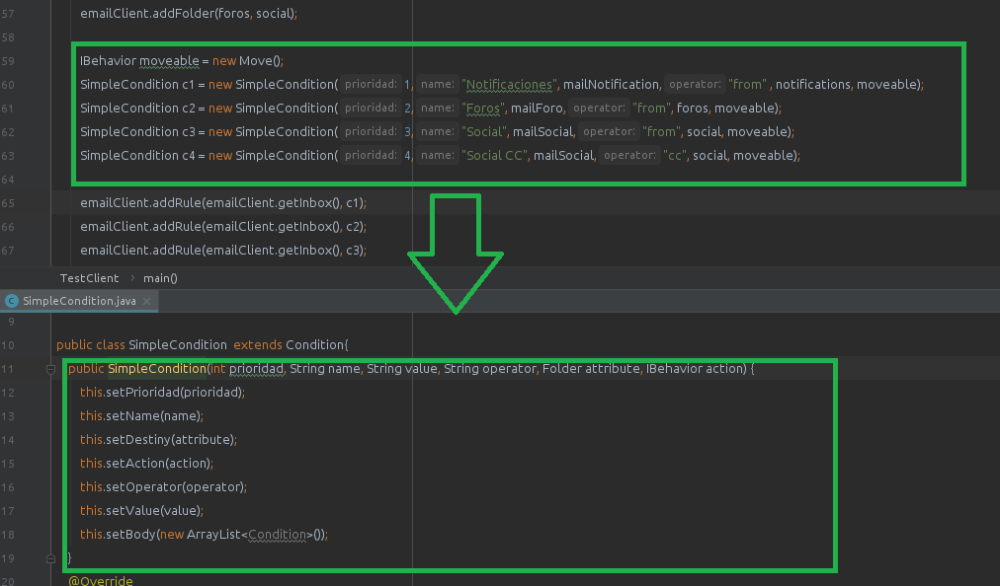 57 emailClient.addFolder(foros, social);
58
59 IBehavior moveable = new Move();
60 SimpleCondition c1 = new SimpleCondition( prioridad: 1, name: "Notificaciones", mailNotification, operator: "from" , notifications, moveable);
61 SimpleCondition c2 = new SimpleCondition( prioridad: 2, name: "Foros", mailForo, operator: "from", foros, moveable);
62 SimpleCondition c3 = new SimpleCondition( prioridad: 3, name: "Social", mailSocial, operator: "from", social, moveable);
63 SimpleCondition c4 = new SimpleCondition( prioridad: 4, name: "Social CC", mailSocial, operator: "cc", social, moveable);
64
65 emailClient.addRule(emailClient.getInbox(), c1);
66 emailClient.addRule(emailClient.getInbox(), c2);
67 emailClient.addRule(emailClient.getInbox(), c3);
TestClient › main()
C SimpleCondition.java ×
9
10 public class SimpleCondition extends Condition{
11 public SimpleCondition(int prioridad, String name, String value, String operator, Folder attribute, IBehavior action) {
12 this.setPrioridad(prioridad);
13 this.setName(name);
14 this.setDestiny(attribute);
15 this.setAction(action);
16 this.setOperator(operator);
17 this.setValue(value);
18 this.setBody(new ArrayList<Condition>());
19 }
20 @Override